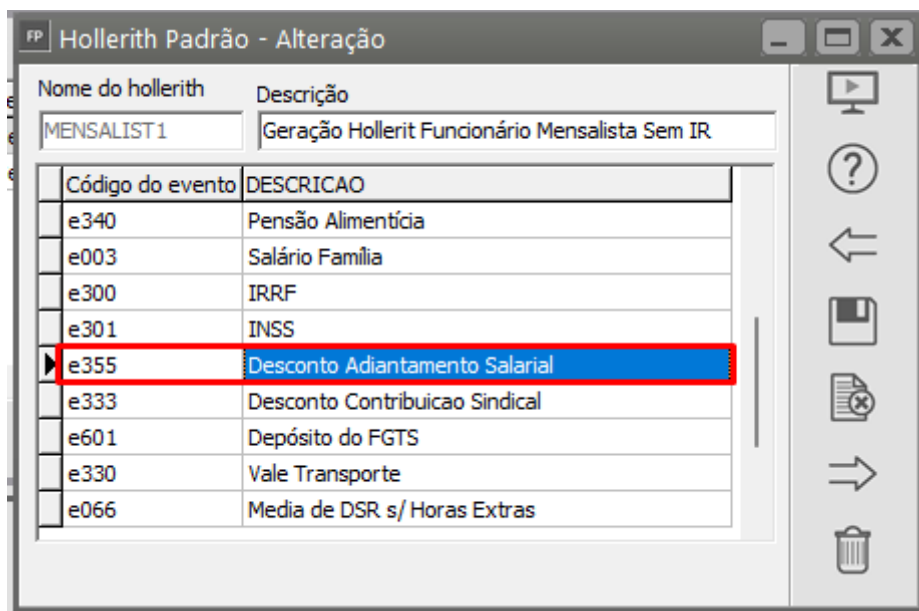 FP Hollerith Padrão - Alteração
Nome do hollerith Descrição
MENSALIST1 Geração Hollerit Funcionário Mensalista Sem IR
Código do evento DESCRICAO
e340 Pensão Alimentícia
e003 Salário Família
e300 IRRF
e301 INSS
e355 Desconto Adiantamento Salarial
e333 Desconto Contribuicao Sindical
e601 Depósito do FGTS
e330 Vale Transporte
e066 Media de DSR s/ Horas Extras